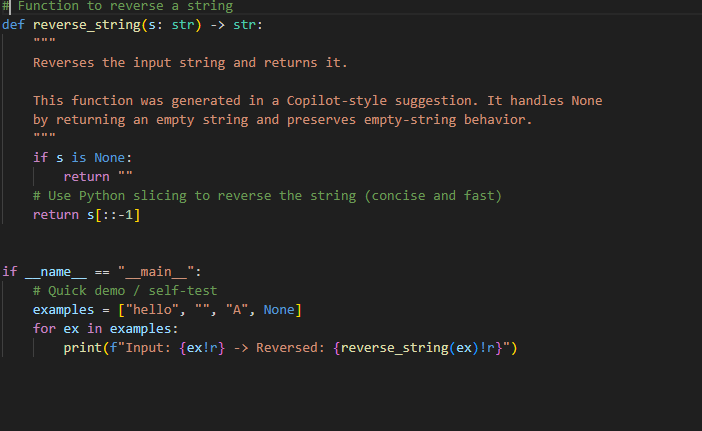 # Function to reverse a string
def reverse_string(s: str) -> str:
    """
    Reverses the input string and returns it.

    This function was generated in a Copilot-style suggestion. It handles None
    by returning an empty string and preserves empty-string behavior.
    """
    if s is None:
        return ""
    # Use Python slicing to reverse the string (concise and fast)
    return s[::-1]


if __name__ == "__main__":
    # Quick demo / self-test
    examples = ["hello", "", "A", None]
    for ex in examples:
        print(f"Input: {ex!r} -> Reversed: {reverse_string(ex)!r}")